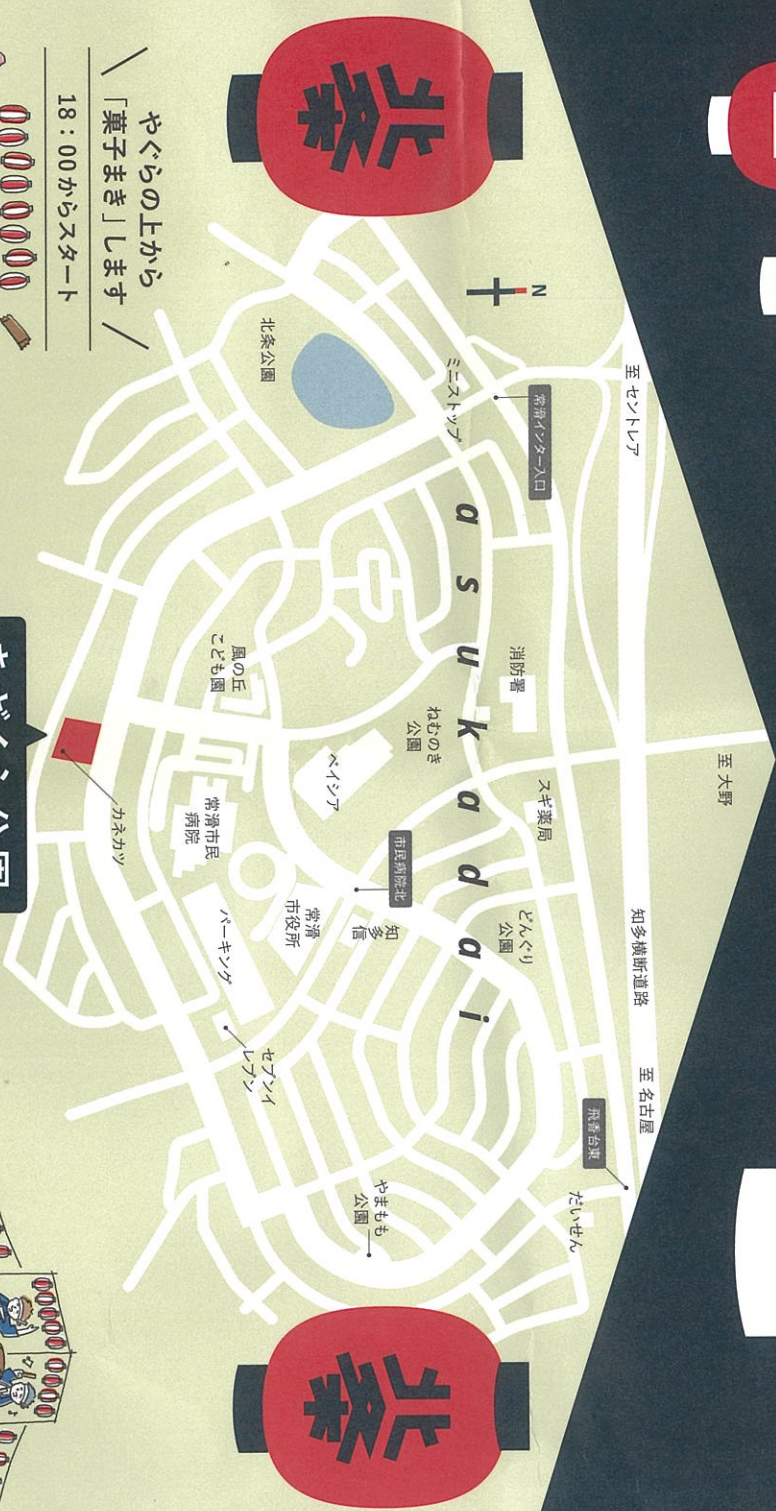 北条
北条
やぐらの上から
「菓子まき」します
18：00からスタート
N
至 セントレア
常滑インター入口
ミニストップ
北条公園
asukadai
消防署
ねむのき
公園
風の丘
こども園
ベイシア
スギ薬局
至 大野
常滑市民
病院
カネカツ
市民病院北
知多
信
常滑
市役所
パーキング
どんぐり
公園
知多横断道路
至 名古屋
セブンイ
レブン
飛香台東
だいせん
やまもも
公園